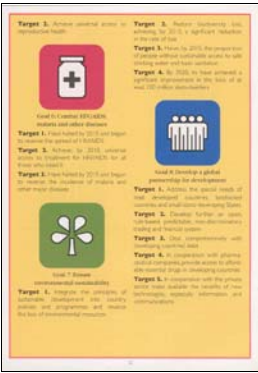 Target 2. Achieve universal access to
reproductive health
Goal 6: Combat HIV/AIDS,
malaria and other diseases
Target 1. Have halted by 2015 and begun
to reverse the spread of HIV/AIDS
Target 2. Achieve, by 2010, universal
access to treatment for HIV/AIDS for all
those who need it
Target 3. Have halted by 2015 and begun
to reverse the incidence of malaria and
other major diseases
Goal 7: Ensure
environmental sustainability
Target 1. Integrate the principles of
sustainable development into country
policies and programmes and reverse
the loss of environmental resources
Target 2. Reduce biodiversity loss,
achieving by 2010, a significant reduction
in the rate of loss
Target 3. Halve, by 2015, the proportion
of people without sustainable access to safe
drinking water and basic sanitation
Target 4. By 2020, to have achieved a
significant improvement in the lives of at
least 100 million slum-dwellers
Goal 8: Develop a global
partnership for development
Target 1. Address the special needs of
least developed countries, landlocked
countries and small island developing States
Target 2. Develop further an open,
rule-based, predictable, non-discriminatory
trading and financial system
Target 3. Deal comprehensively with
developing countries' debt
Target 4. In cooperation with pharma-
ceutical companies, provide access to afford-
able essential drugs in developing countries
Target 5. In cooperation with the private
sector, make available the benefits of new
technologies, especially information and
communications